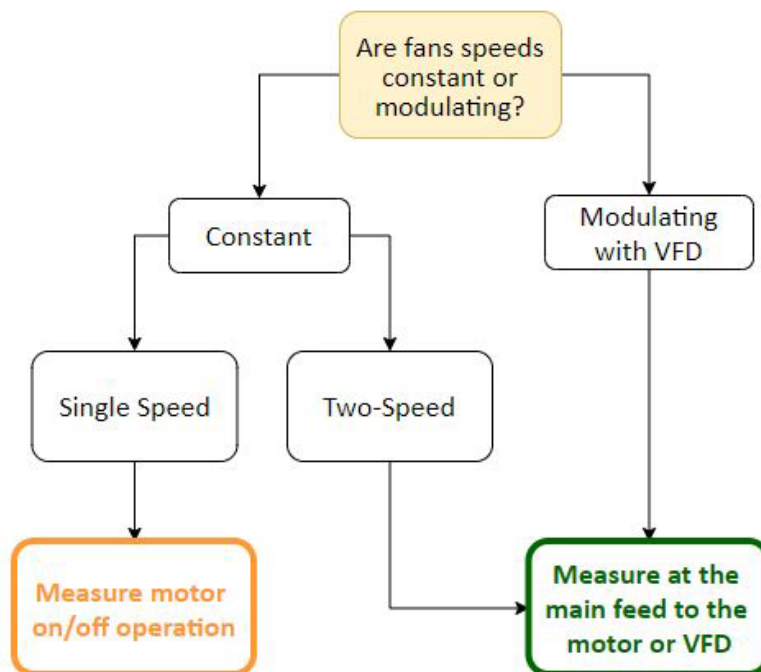 Are fans speeds
constant or
modulating?
Constant
Modulating
with VFD
Single Speed
Two-Speed
Measure motor
on/off operation
Measure at the
main feed to the
motor or VFD